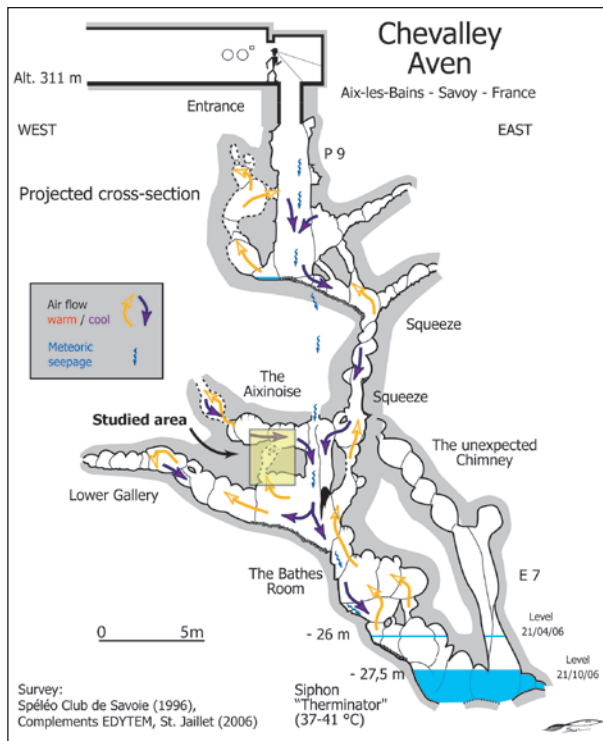 Chevalley
Aven
Aix-les-Bains - Savoy - France
Alt. 311 m
Entrance
WEST
EAST
P 9
Projected cross-section
Air flow
warm / cool
Meteoric
seepage
Squeeze
The
Aixinoise
Squeeze
Studied area
The unexpected
Chimney
Lower Gallery
The Bathes
Room
E 7
0 5m
- 26 m
Level
21/04/06
- 27,5 m
Level
21/10/06
Survey:
Spéléo Club de Savoie (1996),
Complements EDYTEM, St. Jaillet (2006)
Siphon
"Therminator"
(37-41 °C)